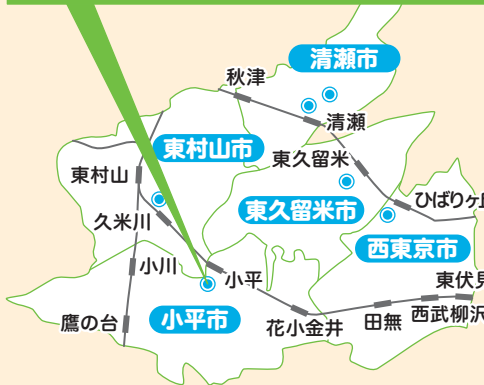 清瀬市
秋津
清瀬
東村山市
東久留米
東村山
ひばりヶ丘
久米川
東久留米市
西東京市
小川
小平
東伏見
鷹の台
小平市
花小金井
田無
西武柳沢